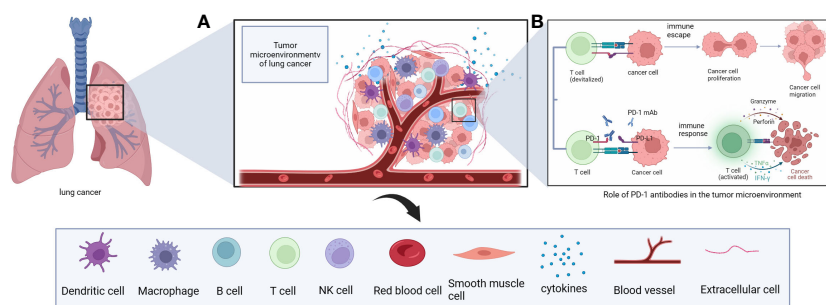 A
B
Tumor
microenvironmentv
of lung cancer
lung cancer
immune
escape
T cell
(devitalized)
cancer cell
Cancer cell
proliferation
Cancer cell
migration
PD-1 mAb
PD-1
PD-L1
immune
response
Granzyme
Perforin
T cell
Cancer cell
T cell
(activated)
TNFα
IFN-γ
Cancer
cell death
Role of PD-1 antibodies in the tumor microenvironment
Dendritic cell
Macrophage
B cell
T cell
NK cell
Red blood cell
Smooth muscle
cell
cytokines
Blood vessel
Extracellular cell